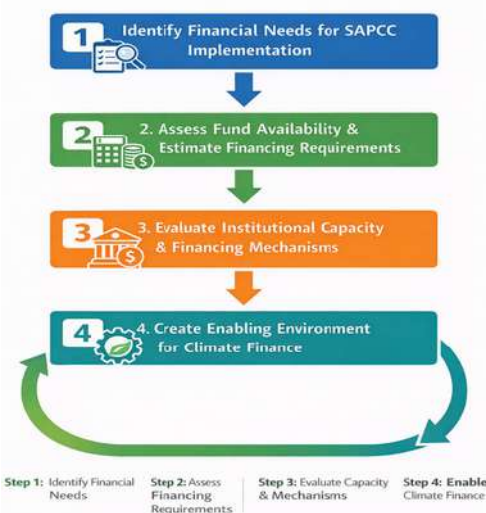 1 Identify Financial Needs for SAPCC
Implementation
2 2. Assess Fund Availability &
Estimate Financing Requirements
3 3. Evaluate Institutional Capacity
& Financing Mechanisms
4 4. Create Enabling Environment
for Climate Finance
Step 1: Identify Financial
Needs
Step 2: Assess
Financing
Requirements
Step 3: Evaluate Capacity
& Mechanisms
Step 4: Enable
Climate Finance